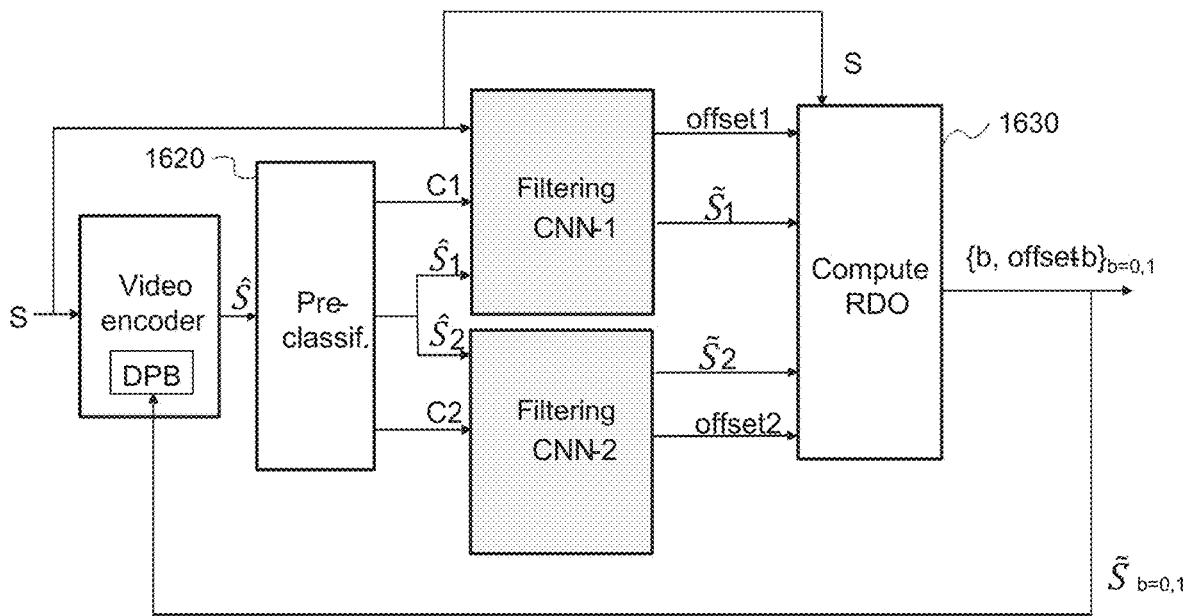 S
1630
offset1
1620
C1
Filtering
CNN-1
S̃1
Ŝ1
{b, offset-b}b=0,1
Video
encoder
Ŝ
Pre-
classif.
Compute
RDO
S
Ŝ2
S̃2
DPB
C2
Filtering
CNN-2
offset2
S̃ b=0,1